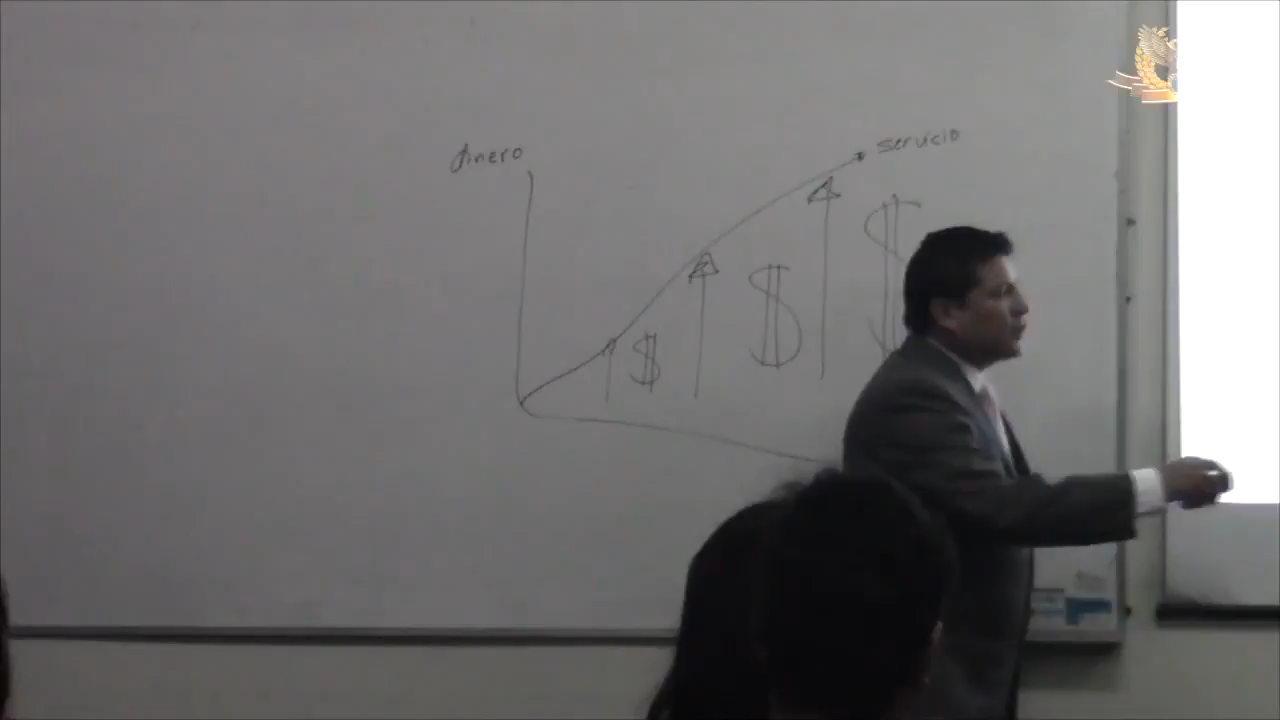 dinero
servicio
$
$
$